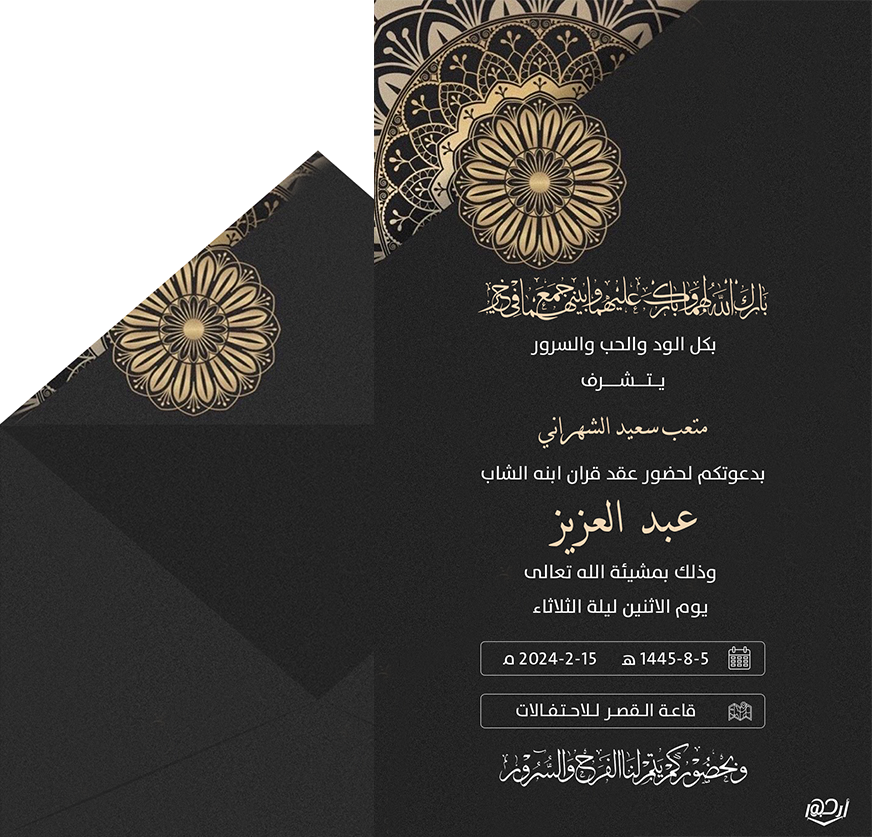 بارك الله لهما وبارك عليهما وجمع بينهما في خير
بكل الود والحب والسرور
يتـشـرف
متعب سعيد الشهراني
بدعوتكم لحضور عقد قران ابنه الشاب
عبد العزيز
وذلك بمشيئة الله تعالى
يوم الاثنين ليلة الثلاثاء
1445-8-5 هـ 2024-2-15 م
قاعة القصر للاحتفالات
وبحضوركم يتم لنا الفرح والسرور